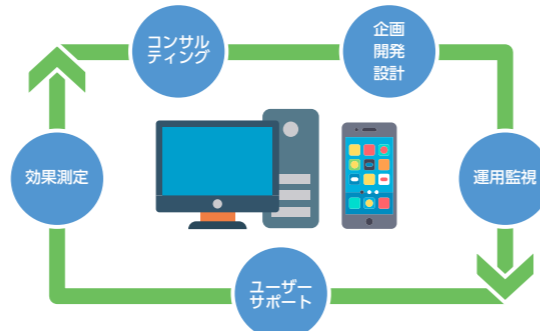 コンサル
ティング
企画
開発
設計
運用監視
ユーザー
サポート
効果測定